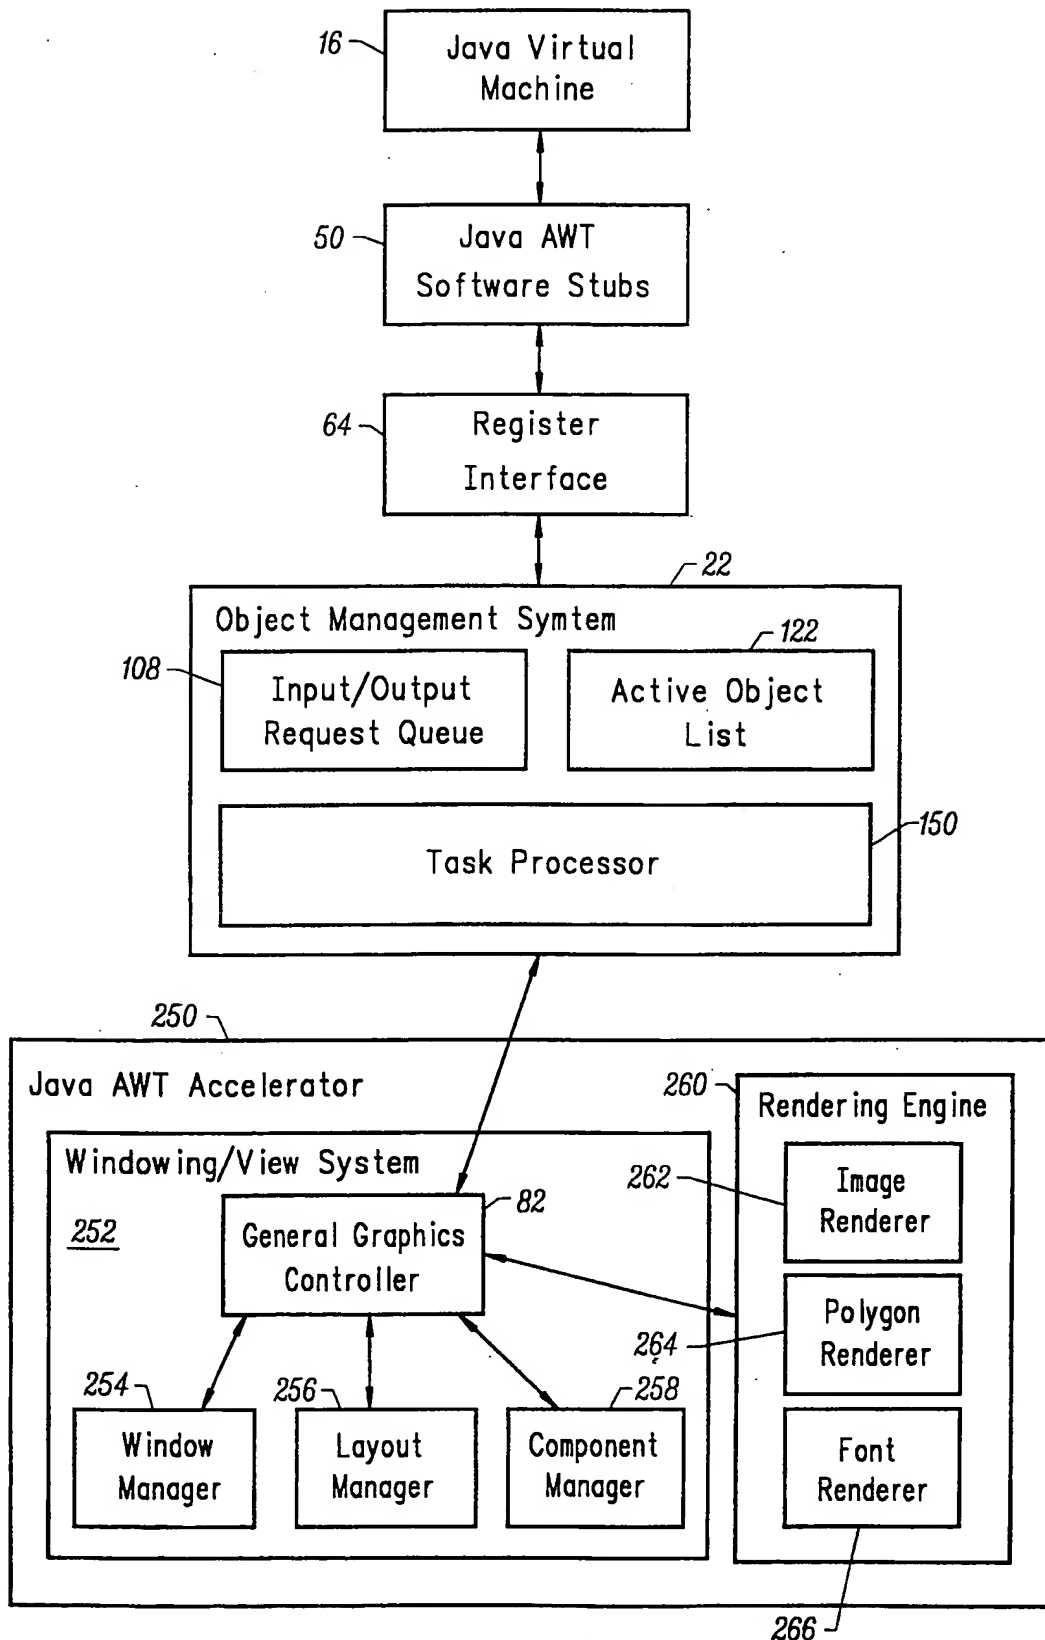 16
Java Virtual
Machine
50
Java AWT
Software Stubs
64
Register
Interface
22
Object Management Symtem
108
Input/Output
Request Queue
122
Active Object
List
150
Task Processor
250
Java AWT Accelerator
Windowing/View System
252
82
General Graphics
Controller
254
Window
Manager
256
Layout
Manager
258
Component
Manager
260
Rendering Engine
262
Image
Renderer
264
Polygon
Renderer
Font
Renderer
266